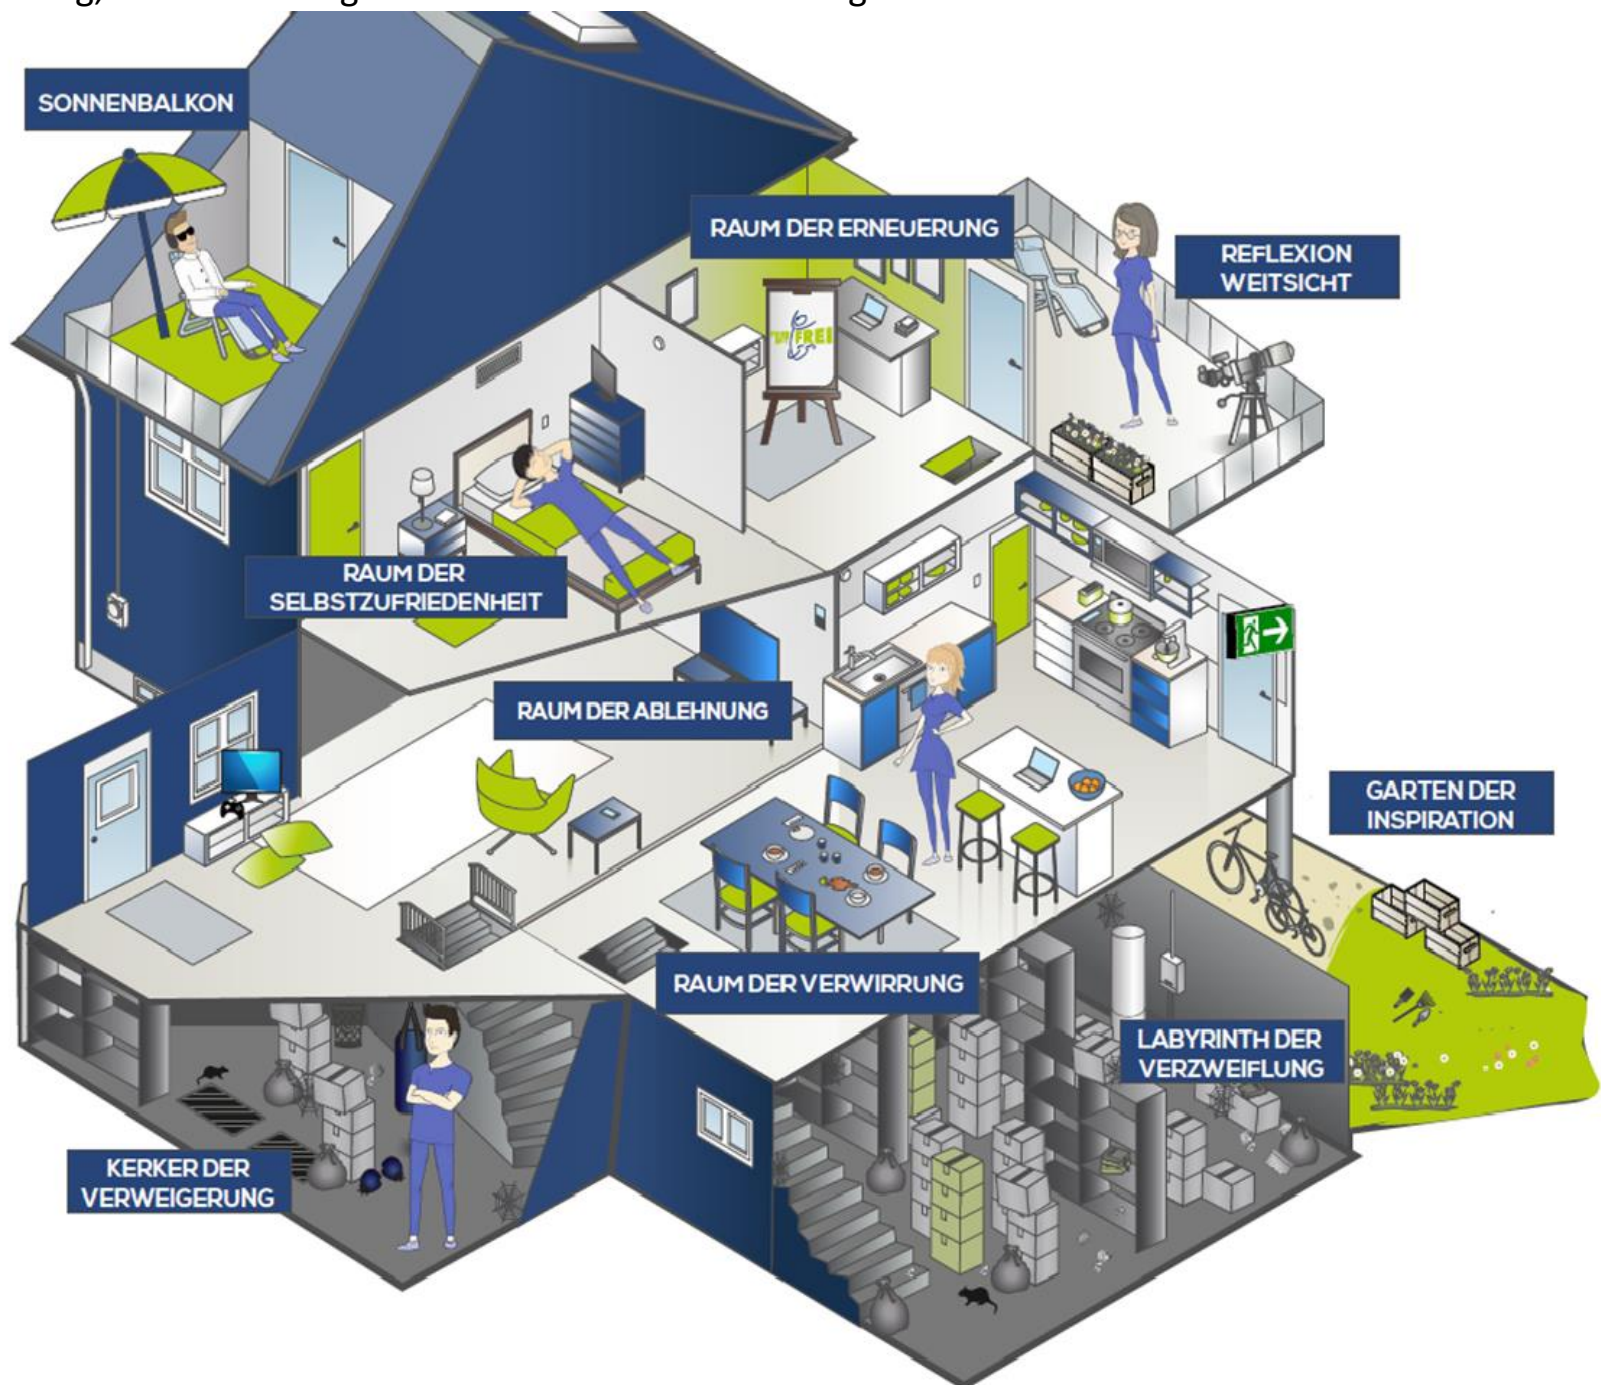 SONNENBALKON
RAUM DER ERNEUERUNG
REFLEXION
WEITSICHT
FREI
RAUM DER
SELBSTZUFRIEDENHEIT
RAUM DER ABLEHNUNG
GARTEN DER
INSPIRATION
RAUM DER VERWIRRUNG
LABYRINTH DER
VERZWEIFLUNG
KERKER DER
VERWEIGERUNG